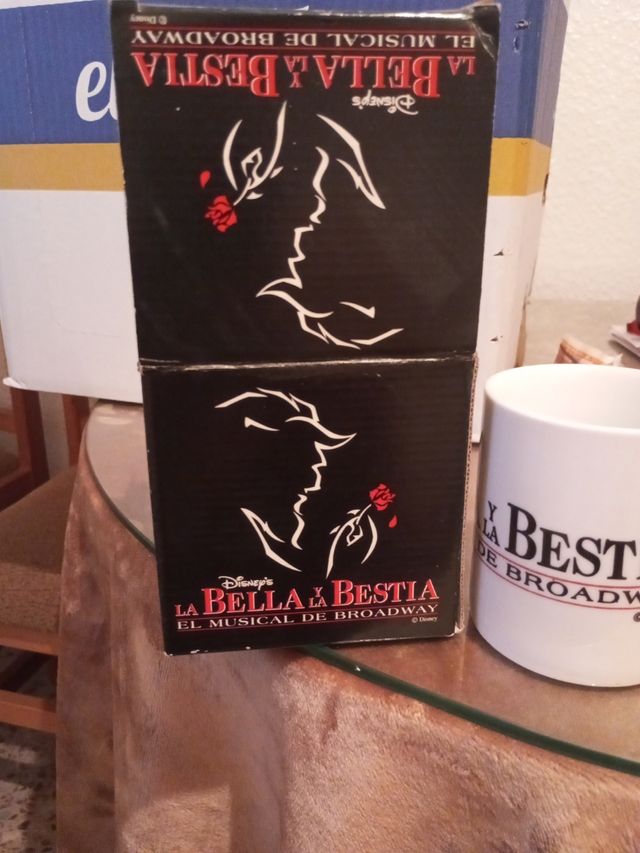 © Disney
EL MUSICAL DE BROADWAY
LA BELLA Y LA BESTIA
DISNEY'S
DISNEY'S
LA BELLA Y LA BESTIA
EL MUSICAL DE BROADWAY
© Disney
Y LA BEST
DE BROADW